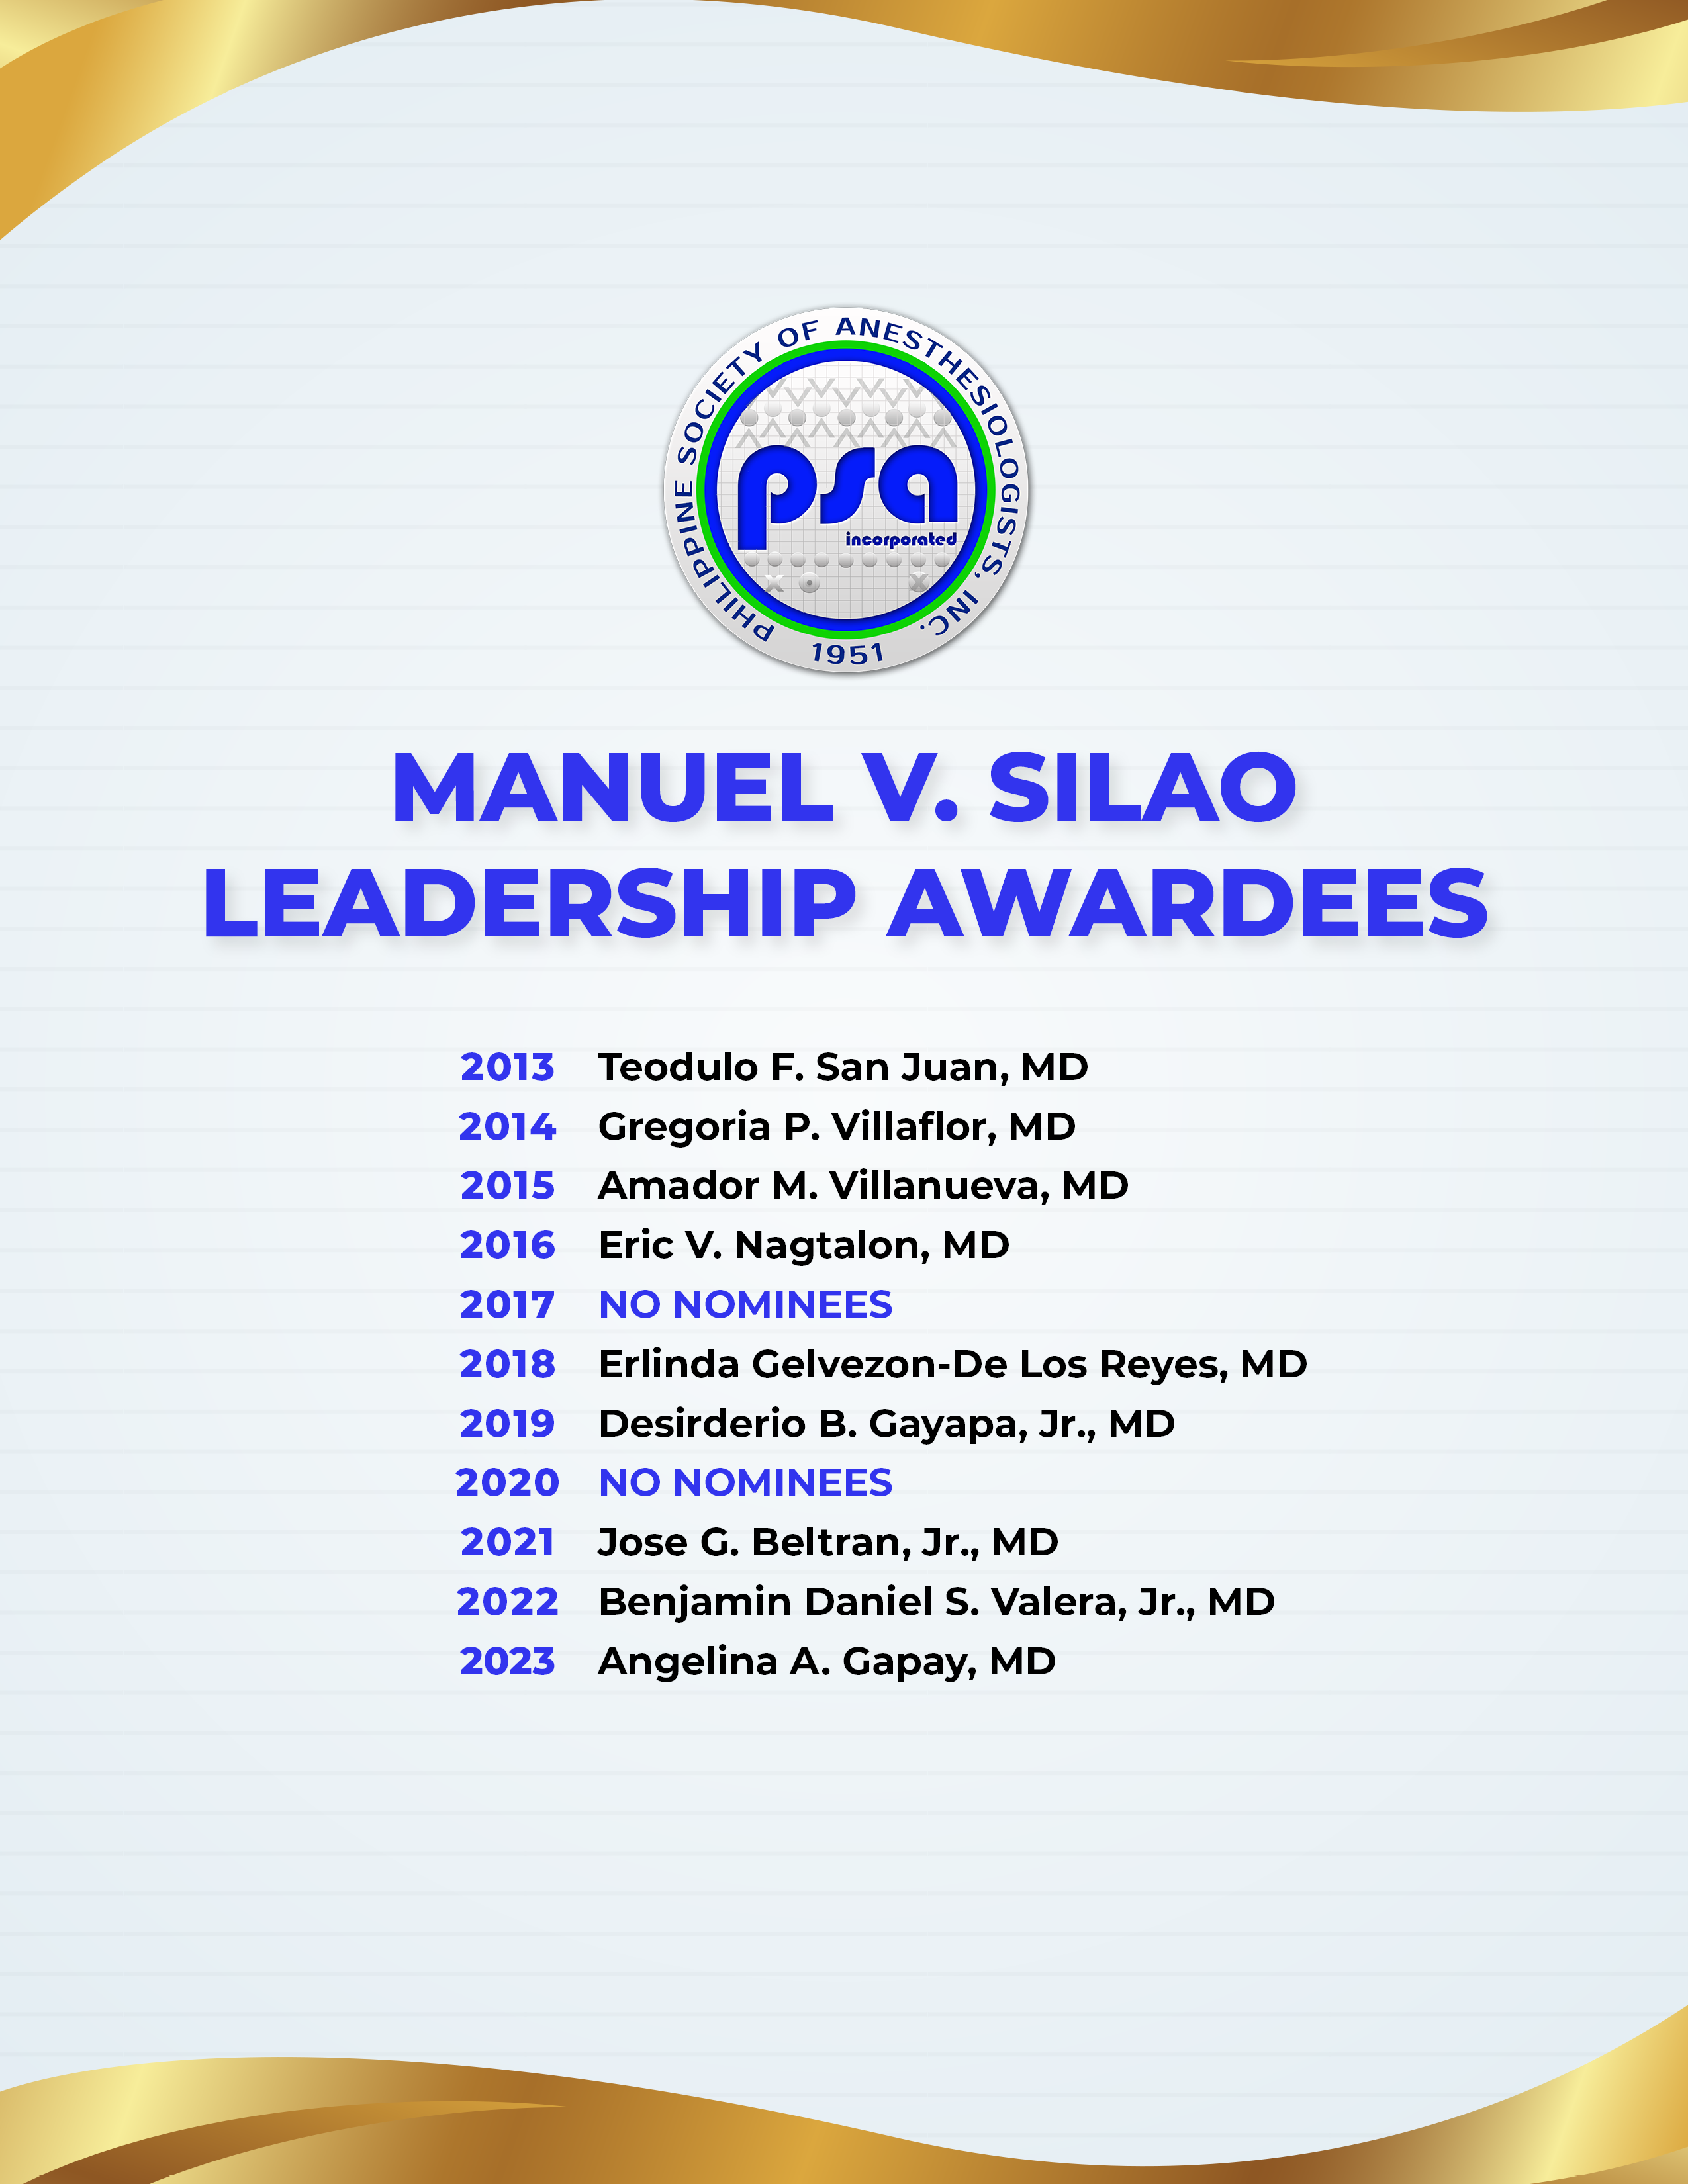 PHILIPPINE SOCIETY OF ANESTHESIOLOGISTS, INC.
psa
incorporated
1951
MANUEL V. SILAO
LEADERSHIP AWARDEES
2013 Teodulo F. San Juan, MD
2014 Gregoria P. Villaflor, MD
2015 Amador M. Villanueva, MD
2016 Eric V. Nagtalon, MD
2017 NO NOMINEES
2018 Erlinda Gelvezon-De Los Reyes, MD
2019 Desirderio B. Gayapa, Jr., MD
2020 NO NOMINEES
2021 Jose G. Beltran, Jr., MD
2022 Benjamin Daniel S. Valera, Jr., MD
2023 Angelina A. Gapay, MD